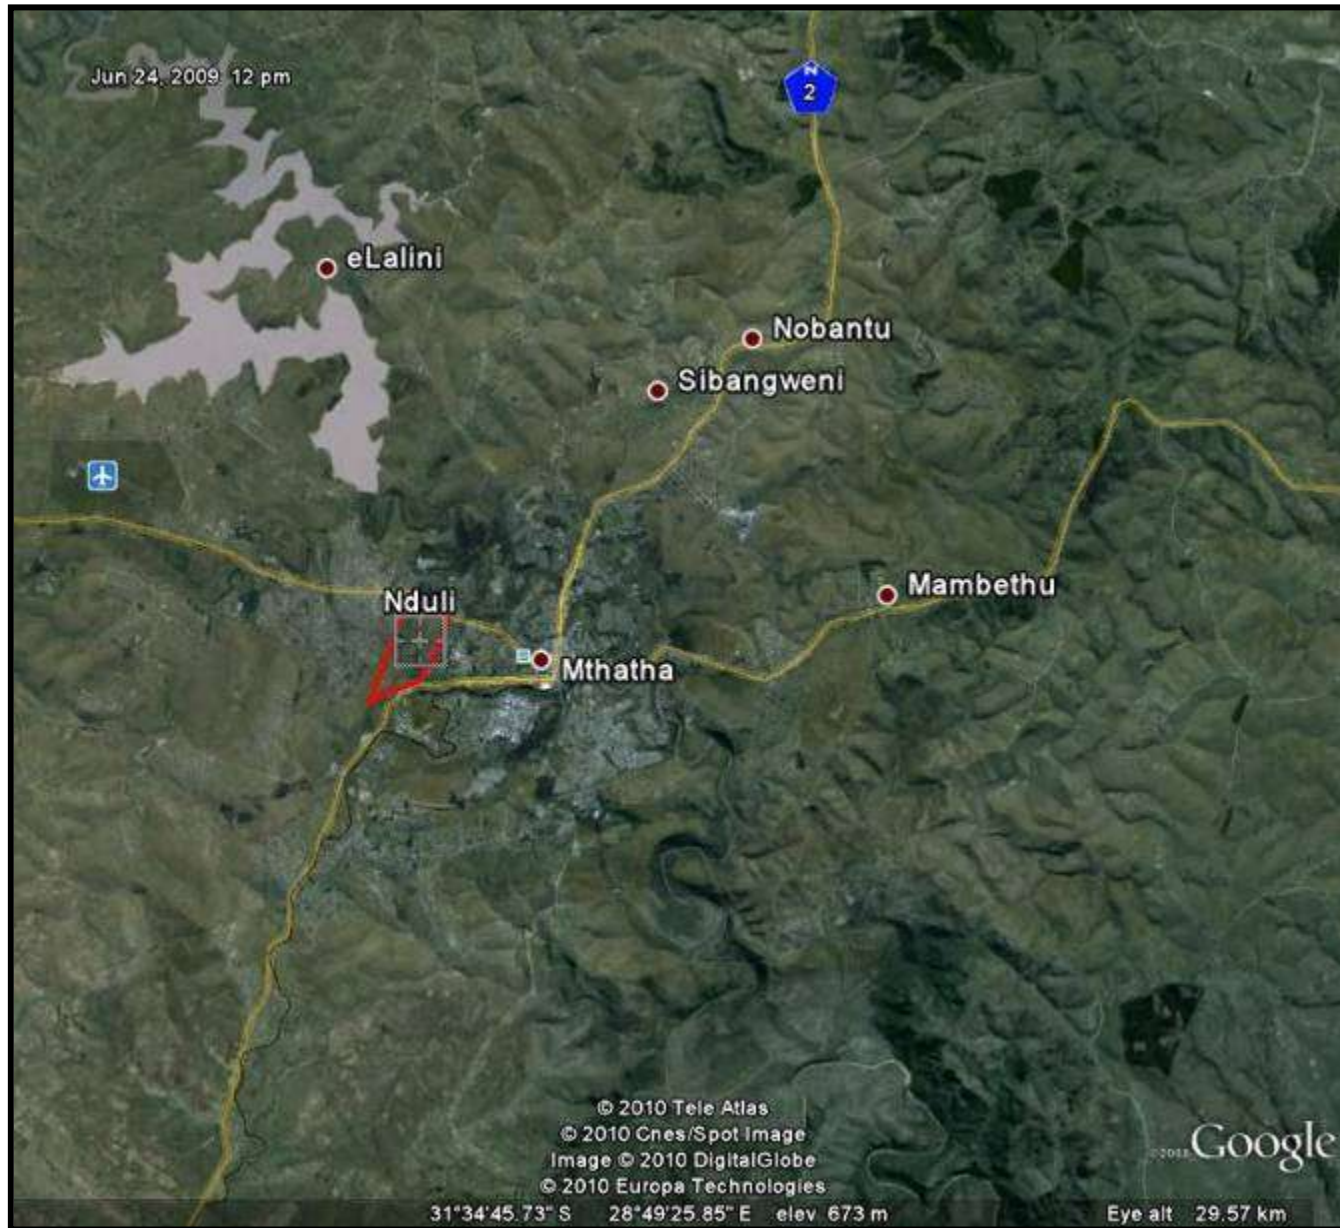 Jun 24, 2009 12 pm
N
2
eLalini
Nobantu
Sibangweni
Mambethu
Nduli
Mthatha
© 2010 Tele Atlas
© 2010 Cnes/Spot Image
Image © 2010 DigitalGlobe
© 2010 Europa Technologies
Google
31°34'45.73" S 28°49'25.85" E elev 673 m
Eye alt 29.57 km